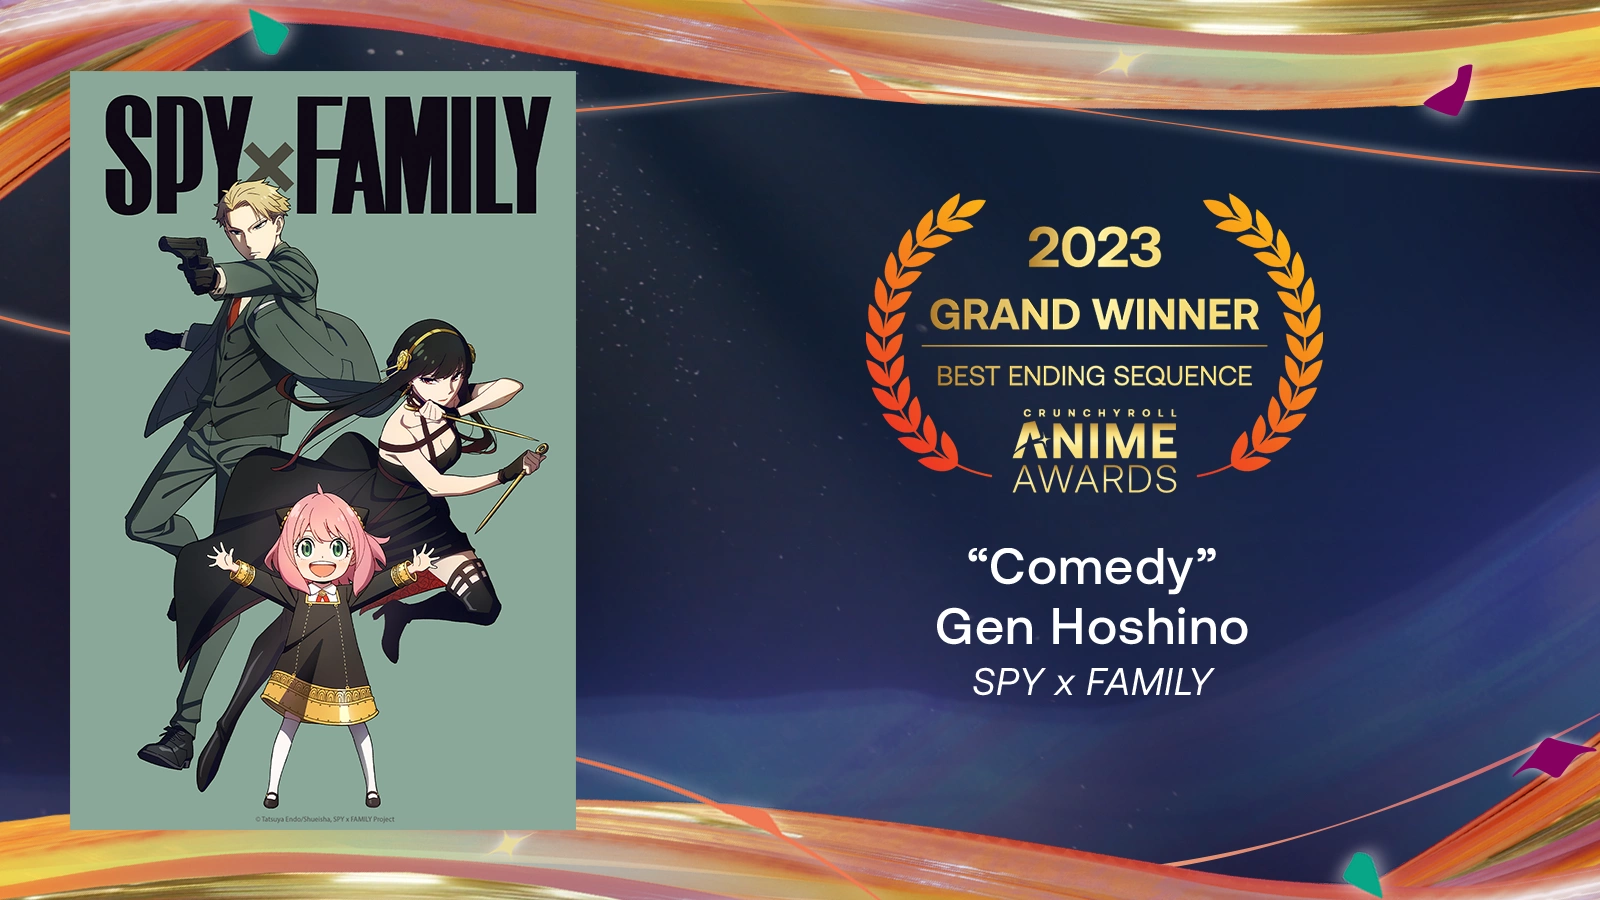 SPY×FAMILY
© Tatsuya Endo/Shueisha, SPY x FAMILY Project
2023
GRAND WINNER
BEST ENDING SEQUENCE
CRUNCHYROLL
ANIME
AWARDS
“Comedy”
Gen Hoshino
SPY x FAMILY